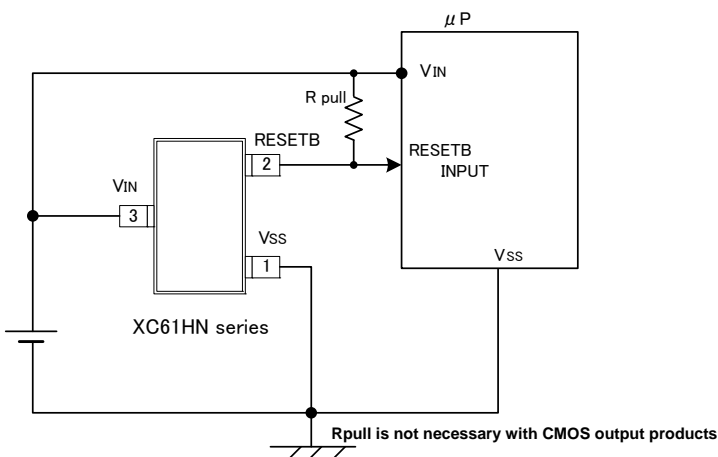 μP
VIN
R pull
RESETB
2
RESETB
INPUT
VIN
3
Vss
1
Vss
XC61HN series
Rpull is not necessary with CMOS output products